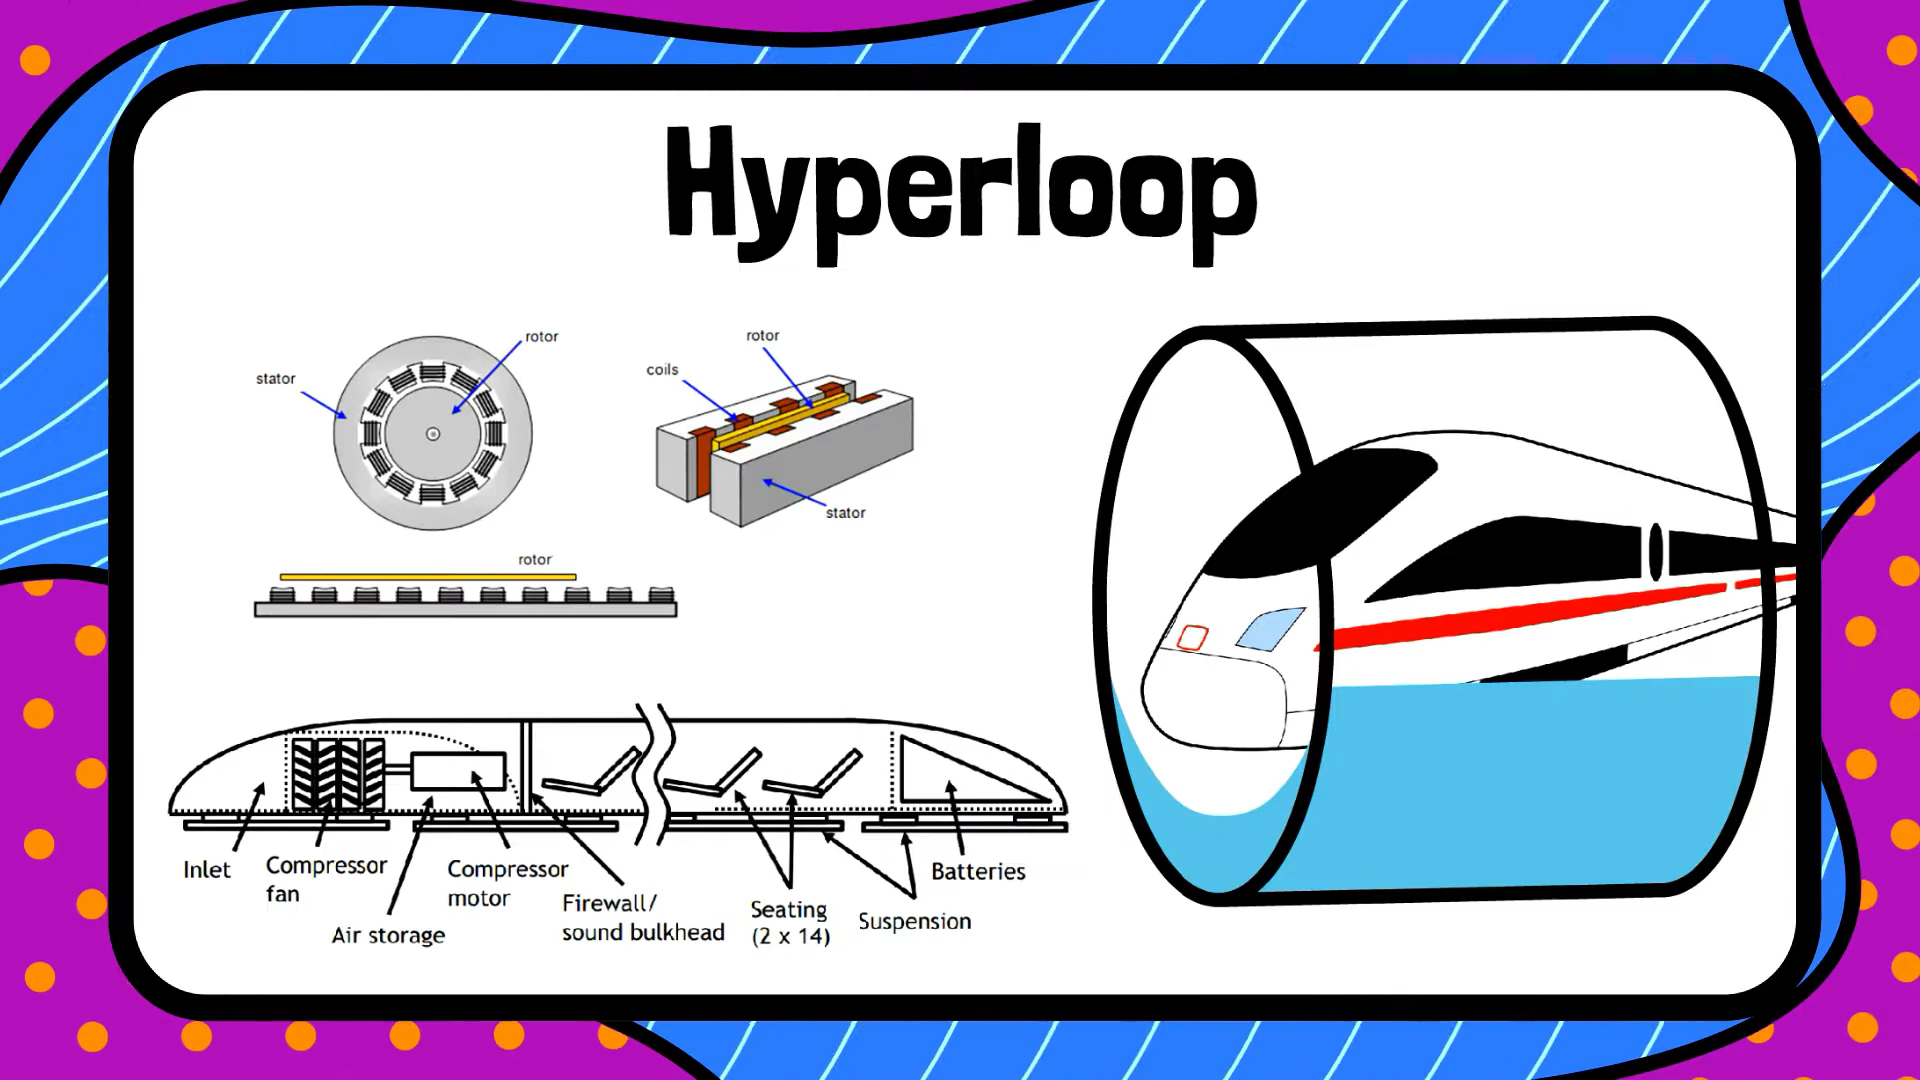 Hyperloop
rotor
stator
rotor
coils
stator
rotor
Inlet
Compressor
fan
Air storage
Compressor
motor
Firewall/
sound bulkhead
Seating
(2 x 14)
Suspension
Batteries